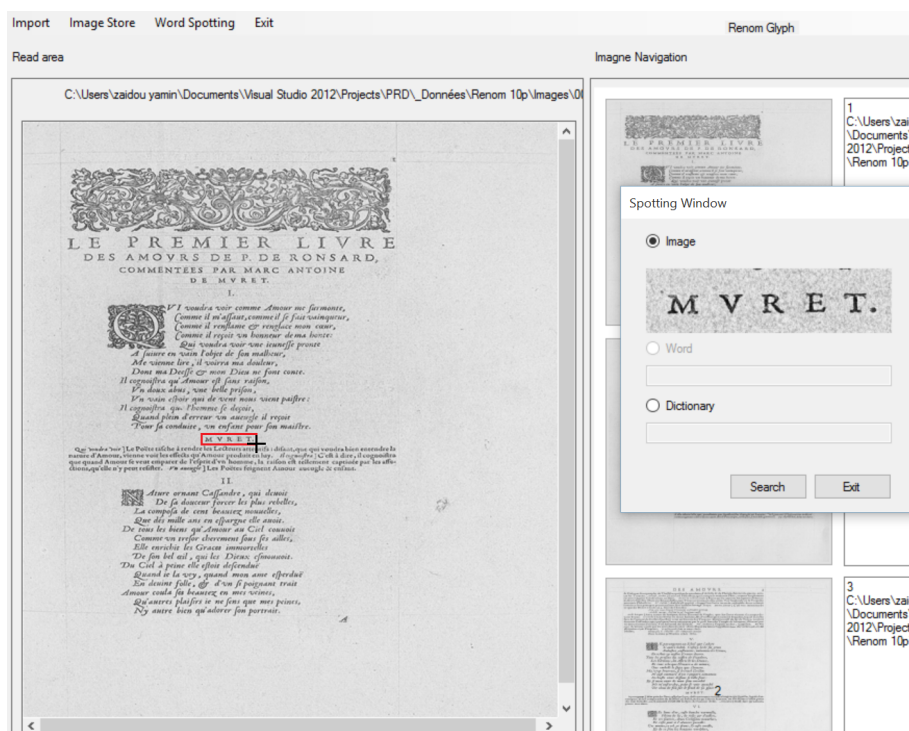 Import Image Store Word Spotting Exit
Renom Glyph
Read area
Imagne Navigation
C:\Users\zaidou yamin\Documents\Visual Studio 2012\Projects\PRD\_Données\Renom 10p\Images\0
LE PREMIER LIVRE
DES AMOVRS DE P. DE RONSARD,
COMMENTEES PAR MARC ANTOINE
DE MVRET.
I.
QVI voudra voir comme Amour me surmonte,
Comme il m'assaut, comme il se fait vainqueur,
Comme il renflame & renglace mon cœur,
Comme il reçoit vn honneur de ma honte:
Qui voudra voir vne ieunesse pronte
A suiure en vain l'obiet de son malheur,
Me vienne lire, il voirra ma douleur,
Dont ma Deesse & mon Dieu ne font conte.
Il cognoistra qu'Amour est sans raison,
Vn doux abus, vne belle prison,
Vn vain espoir qui de vent nous vient paistre:
Il cognoistra que l'homme se deçoit,
Quand plein d'erreur vn aueugle il reçoit
Pour sa conduite, vn enfant pour son maistre.
MVRET.
II.
NAture ornant Cassandre, qui deuoit
De sa douceur forcer les plus rebelles,
La composa de cent beautez nouuelles,
Que dés mille ans en espargne elle auoit.
De tous les biens qu'Amour au Ciel couuoit
Comme vn tresor cherement sous ses ailles,
Elle enrichit les Graces immortelles
De son bel œil, qui les Dieux esmouuoit.
Du Ciel à peine elle estoit descenduë
Quand ie la vey, quand mon ame esperduë
En deuint folle, & d'vn si poignant trait
Amour coula ses beautez en mes veines,
Qu'autres plaisirs ie ne sens que mes peines,
Ny autre bien qu'adorer son portrait.
A
1
C:\Users\zai
\Documents
2012\Project
\Renom 10p
Spotting Window
Image
MVRET.
Word
Dictionary
Search Exit
2
3
C:\Users\zai
\Documents
2012\Project
\Renom 10p